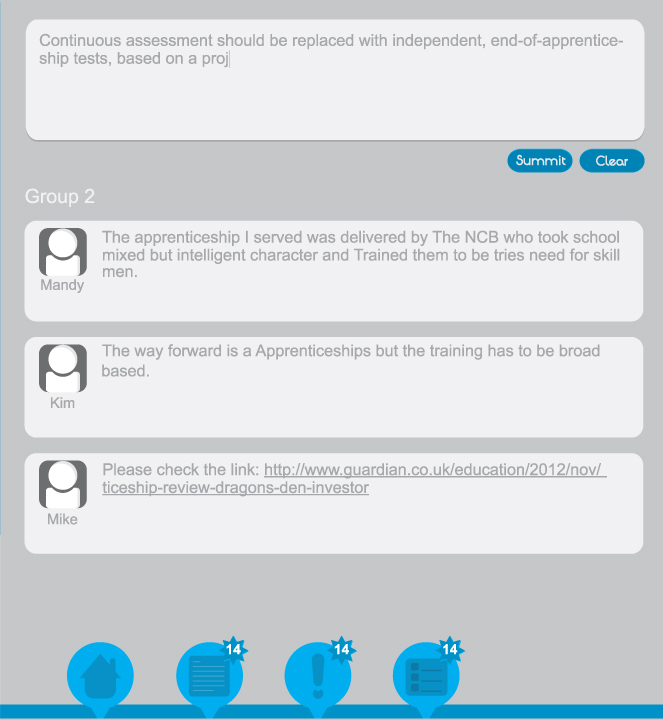 Continuous assessment should be replaced with independent, end-of-apprentice-
ship tests, based on a proj
Summit
Clear
Group 2
The apprenticeship I served was delivered by The NCB who took school
mixed but intelligent character and Trained them to be tries need for skill
men.
Mandy
The way forward is a Apprenticeships but the training has to be broad
based.
Kim
Please check the link: http://www.guardian.co.uk/education/2012/nov/
ticeship-review-dragons-den-investor
Mike
14
14
14